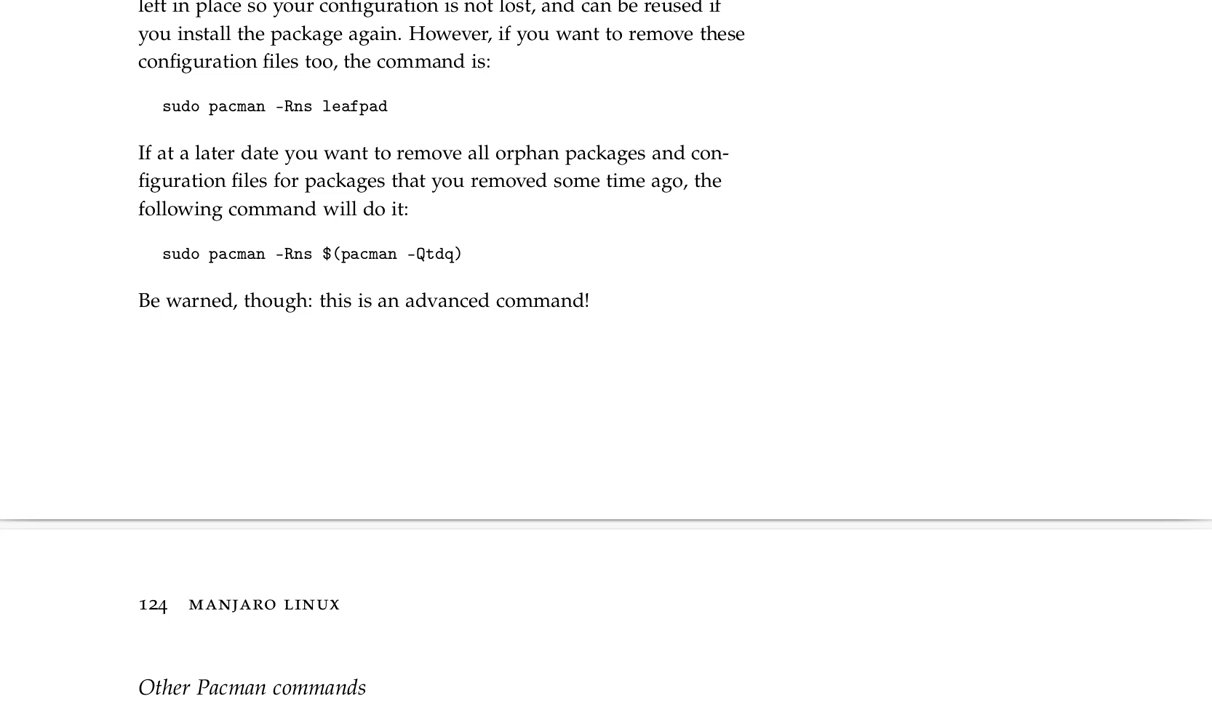 left in place so your configuration is not lost, and can be reused if
you install the package again. However, if you want to remove these
configuration files too, the command is:
sudo pacman -Rns leafpad
If at a later date you want to remove all orphan packages and con-
figuration files for packages that you removed some time ago, the
following command will do it:
sudo pacman -Rns $(pacman -Qtdq)
Be warned, though: this is an advanced command!
124 MANJARO LINUX
Other Pacman commands